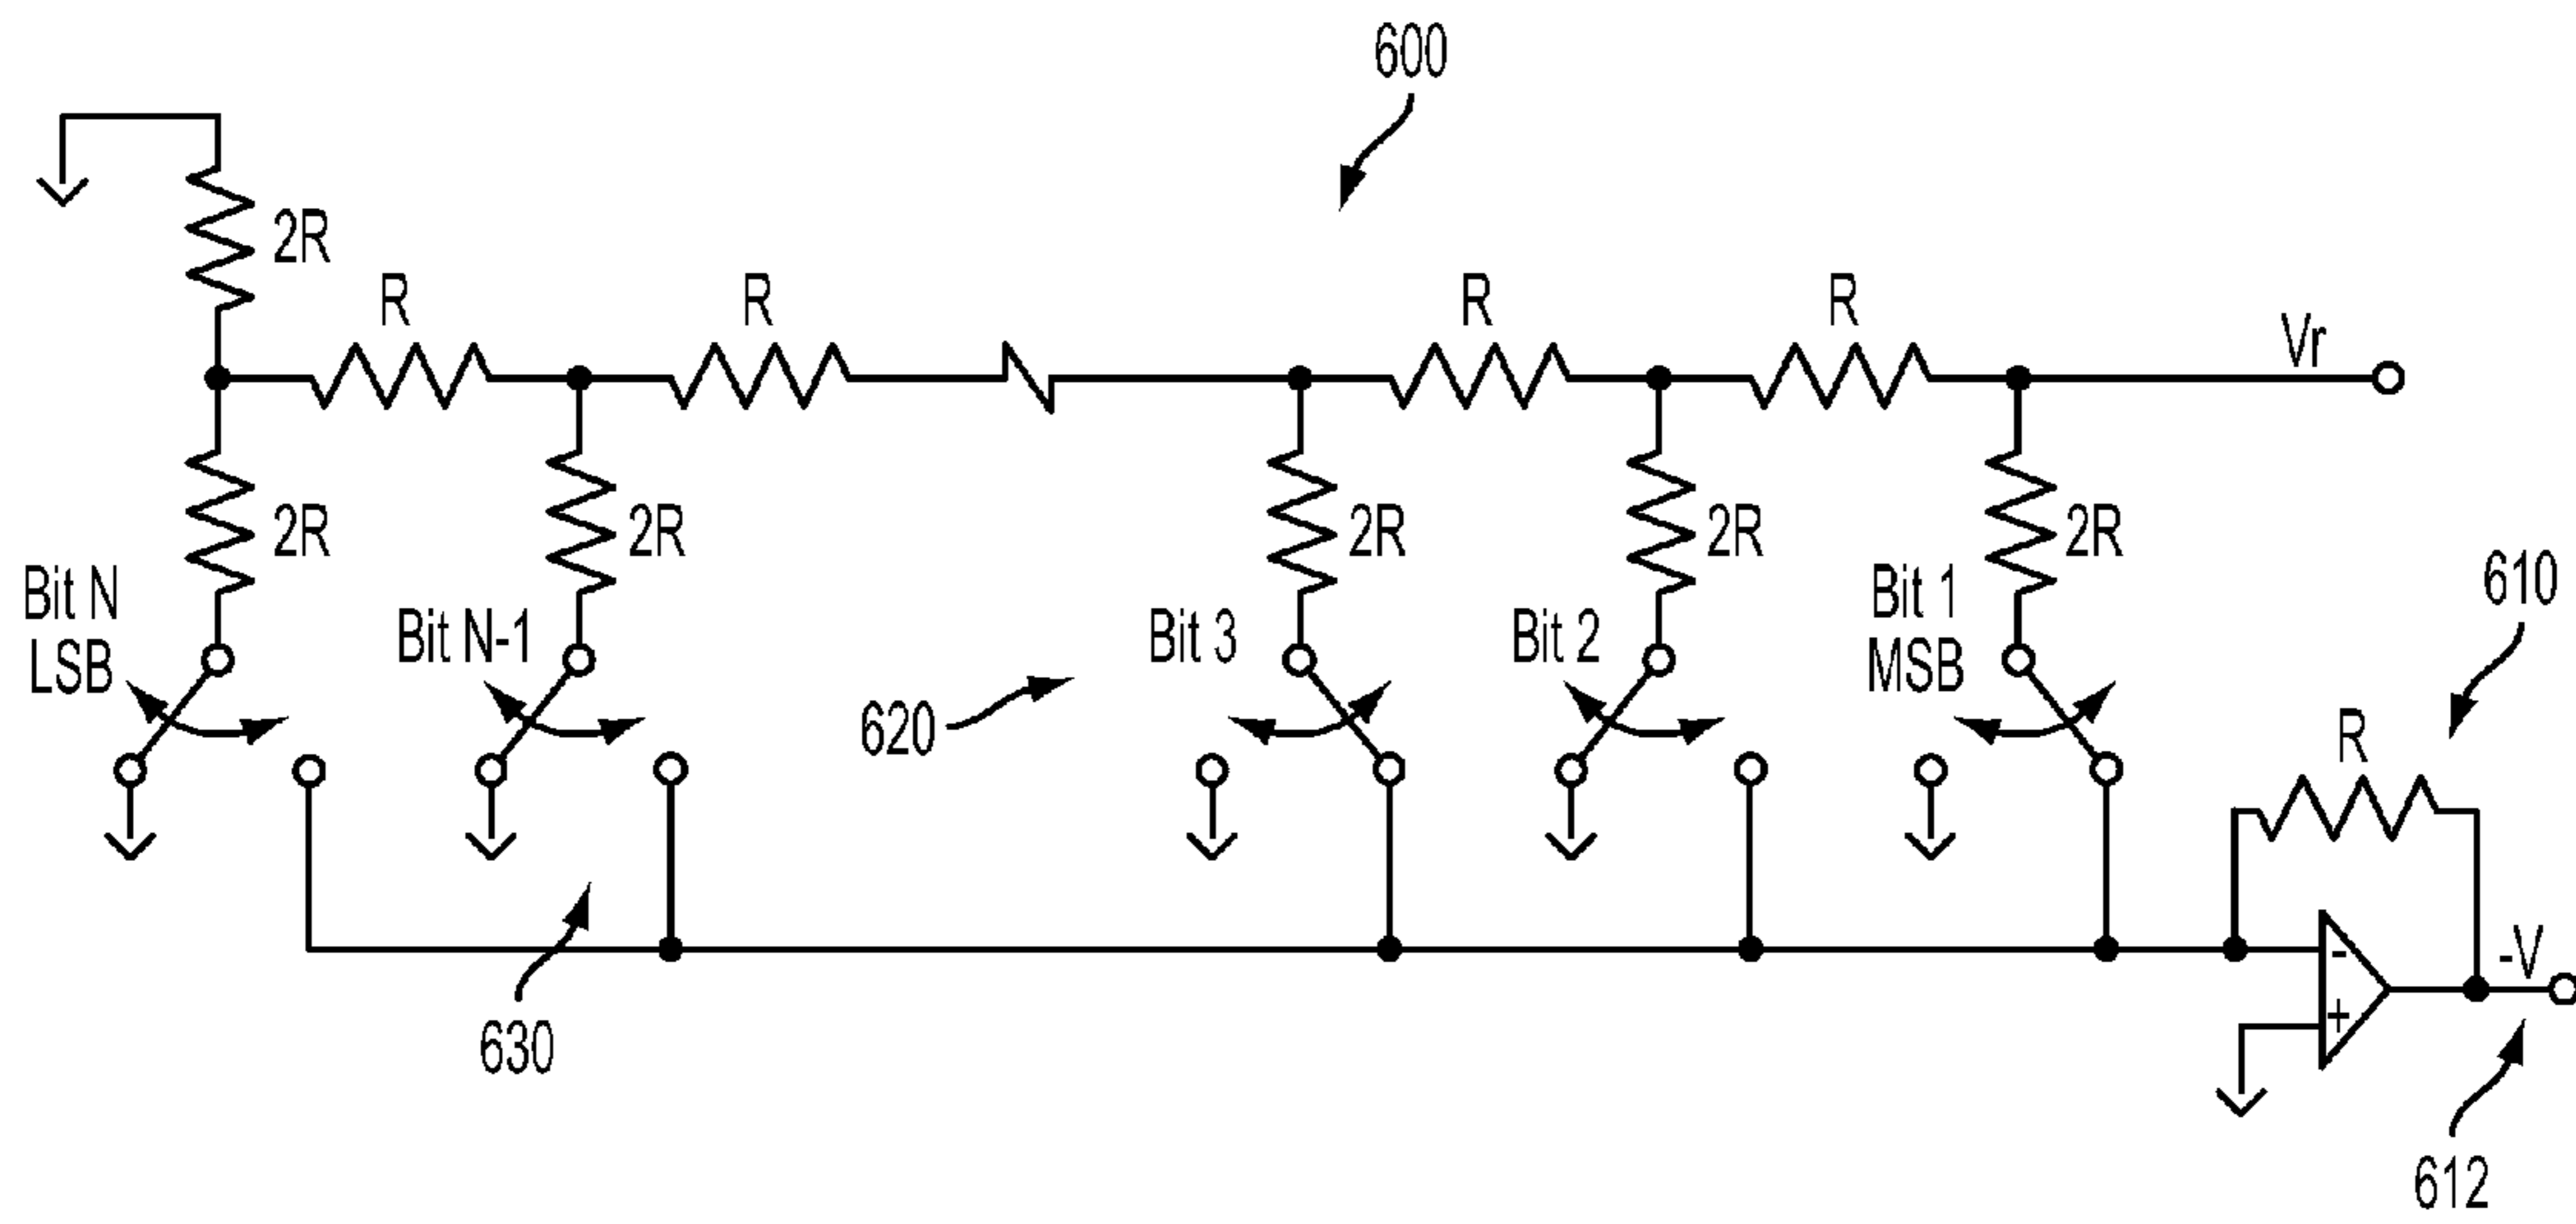 600
2R
R
R
R
R
Vr
2R
2R
2R
2R
2R
Bit N
LSB
Bit N-1
Bit 3
Bit 2
Bit 1
MSB
610
620
R
630
-
+
-V
612